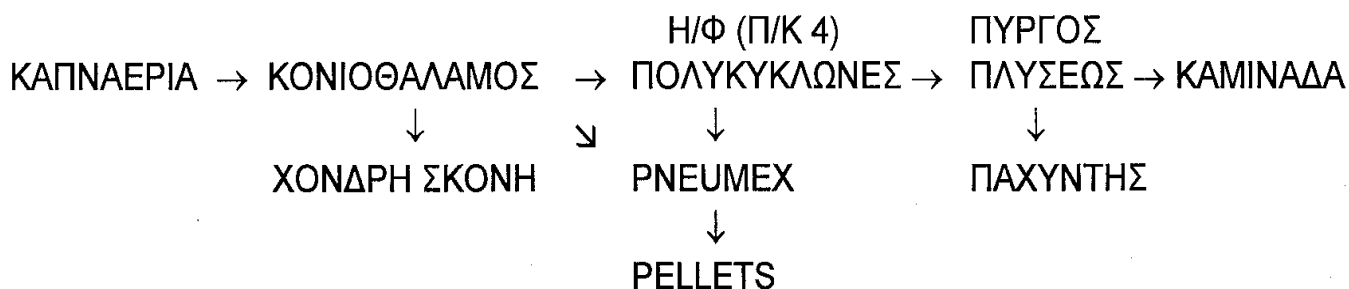 Η/Φ (Π/Κ 4) ΠΥΡΓΟΣ
ΚΑΠΝΑΕΡΙΑ → ΚΟΝΙΟΘΑΛΑΜΟΣ → ΠΟΛΥΚΥΚΛΩΝΕΣ → ΠΛΥΣΕΩΣ → ΚΑΜΙΝΑΔΑ
↓ ↘ ↓ ↓
ΧΟΝΔΡΗ ΣΚΟΝΗ PNEUMEX ΠΑΧΥΝΤΗΣ
↓
PELLETS